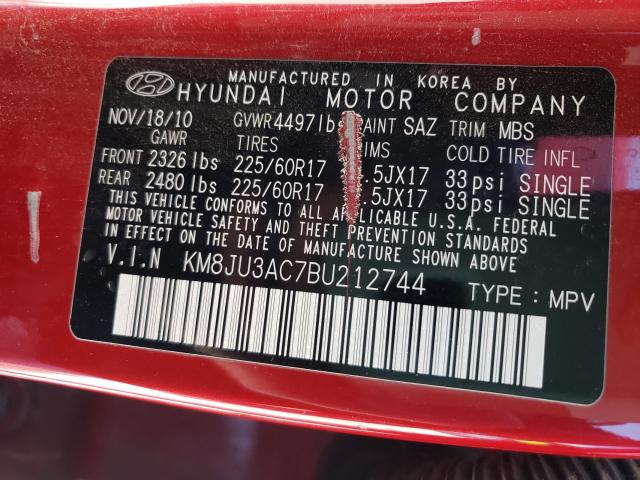 MANUFACTURED IN KOREA BY
HYUNDAI MOTOR COMPANY
NOV/18/10 GVWR 4497lb PAINT SAZ TRIM MBS
GAWR TIRES RIMS COLD TIRE INFL
FRONT 2326 lbs 225/60R17 .5JX17 33psi SINGLE
REAR 2480 lbs 225/60R17 .5JX17 33psi SINGLE
THIS VEHICLE CONFORMS TO ALL APPLICABLE U.S.A. FEDERAL
MOTOR VEHICLE SAFETY AND THEFT PREVENTION STANDARDS
IN EFFECT ON THE DATE OF MANUFACTURE SHOWN ABOVE.
V.I.N KM8JU3AC7BU212744 TYPE : MPV